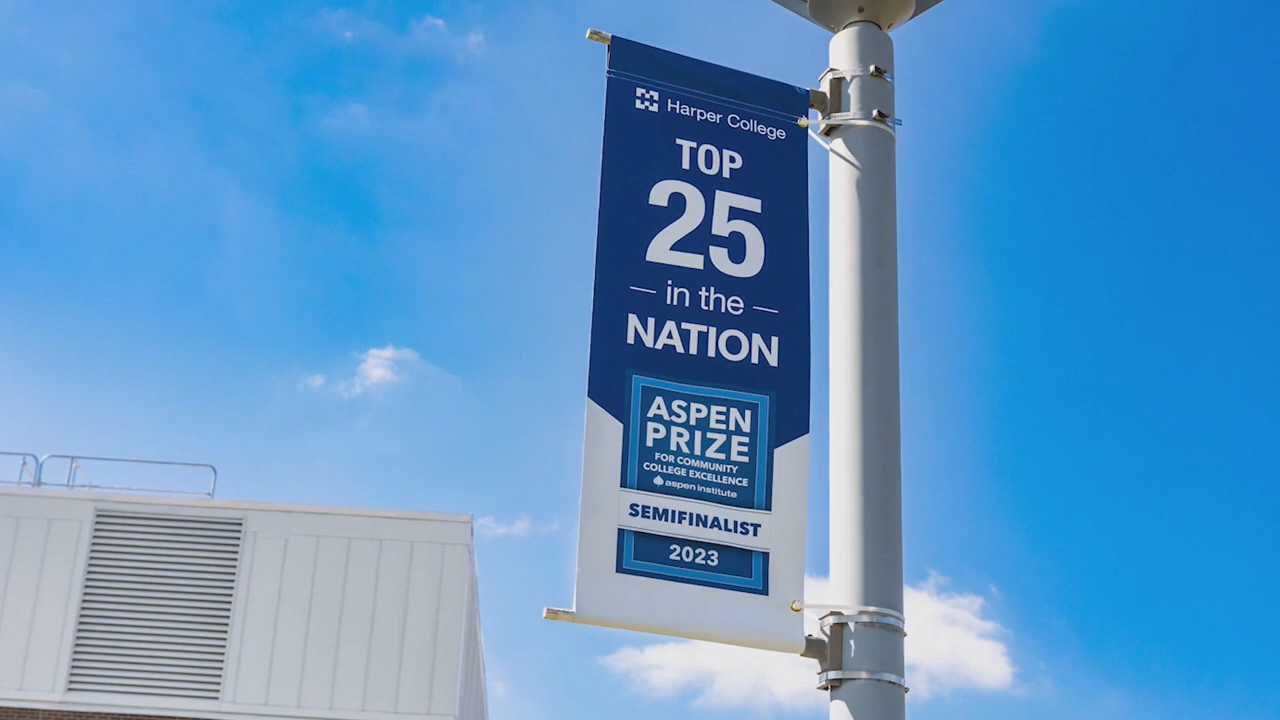 Harper College
TOP
25
in the
NATION
ASPEN
PRIZE
FOR COMMUNITY
COLLEGE EXCELLENCE
aspen institute
SEMIFINALIST
2023